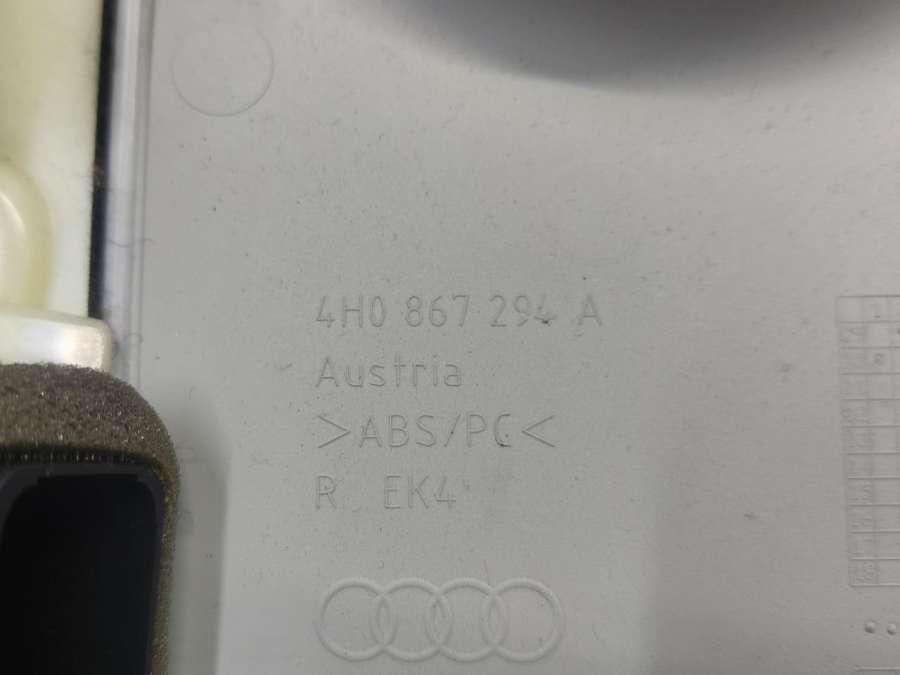 4H0 867 294 A
Austria
>ABS/PC<
R EK4